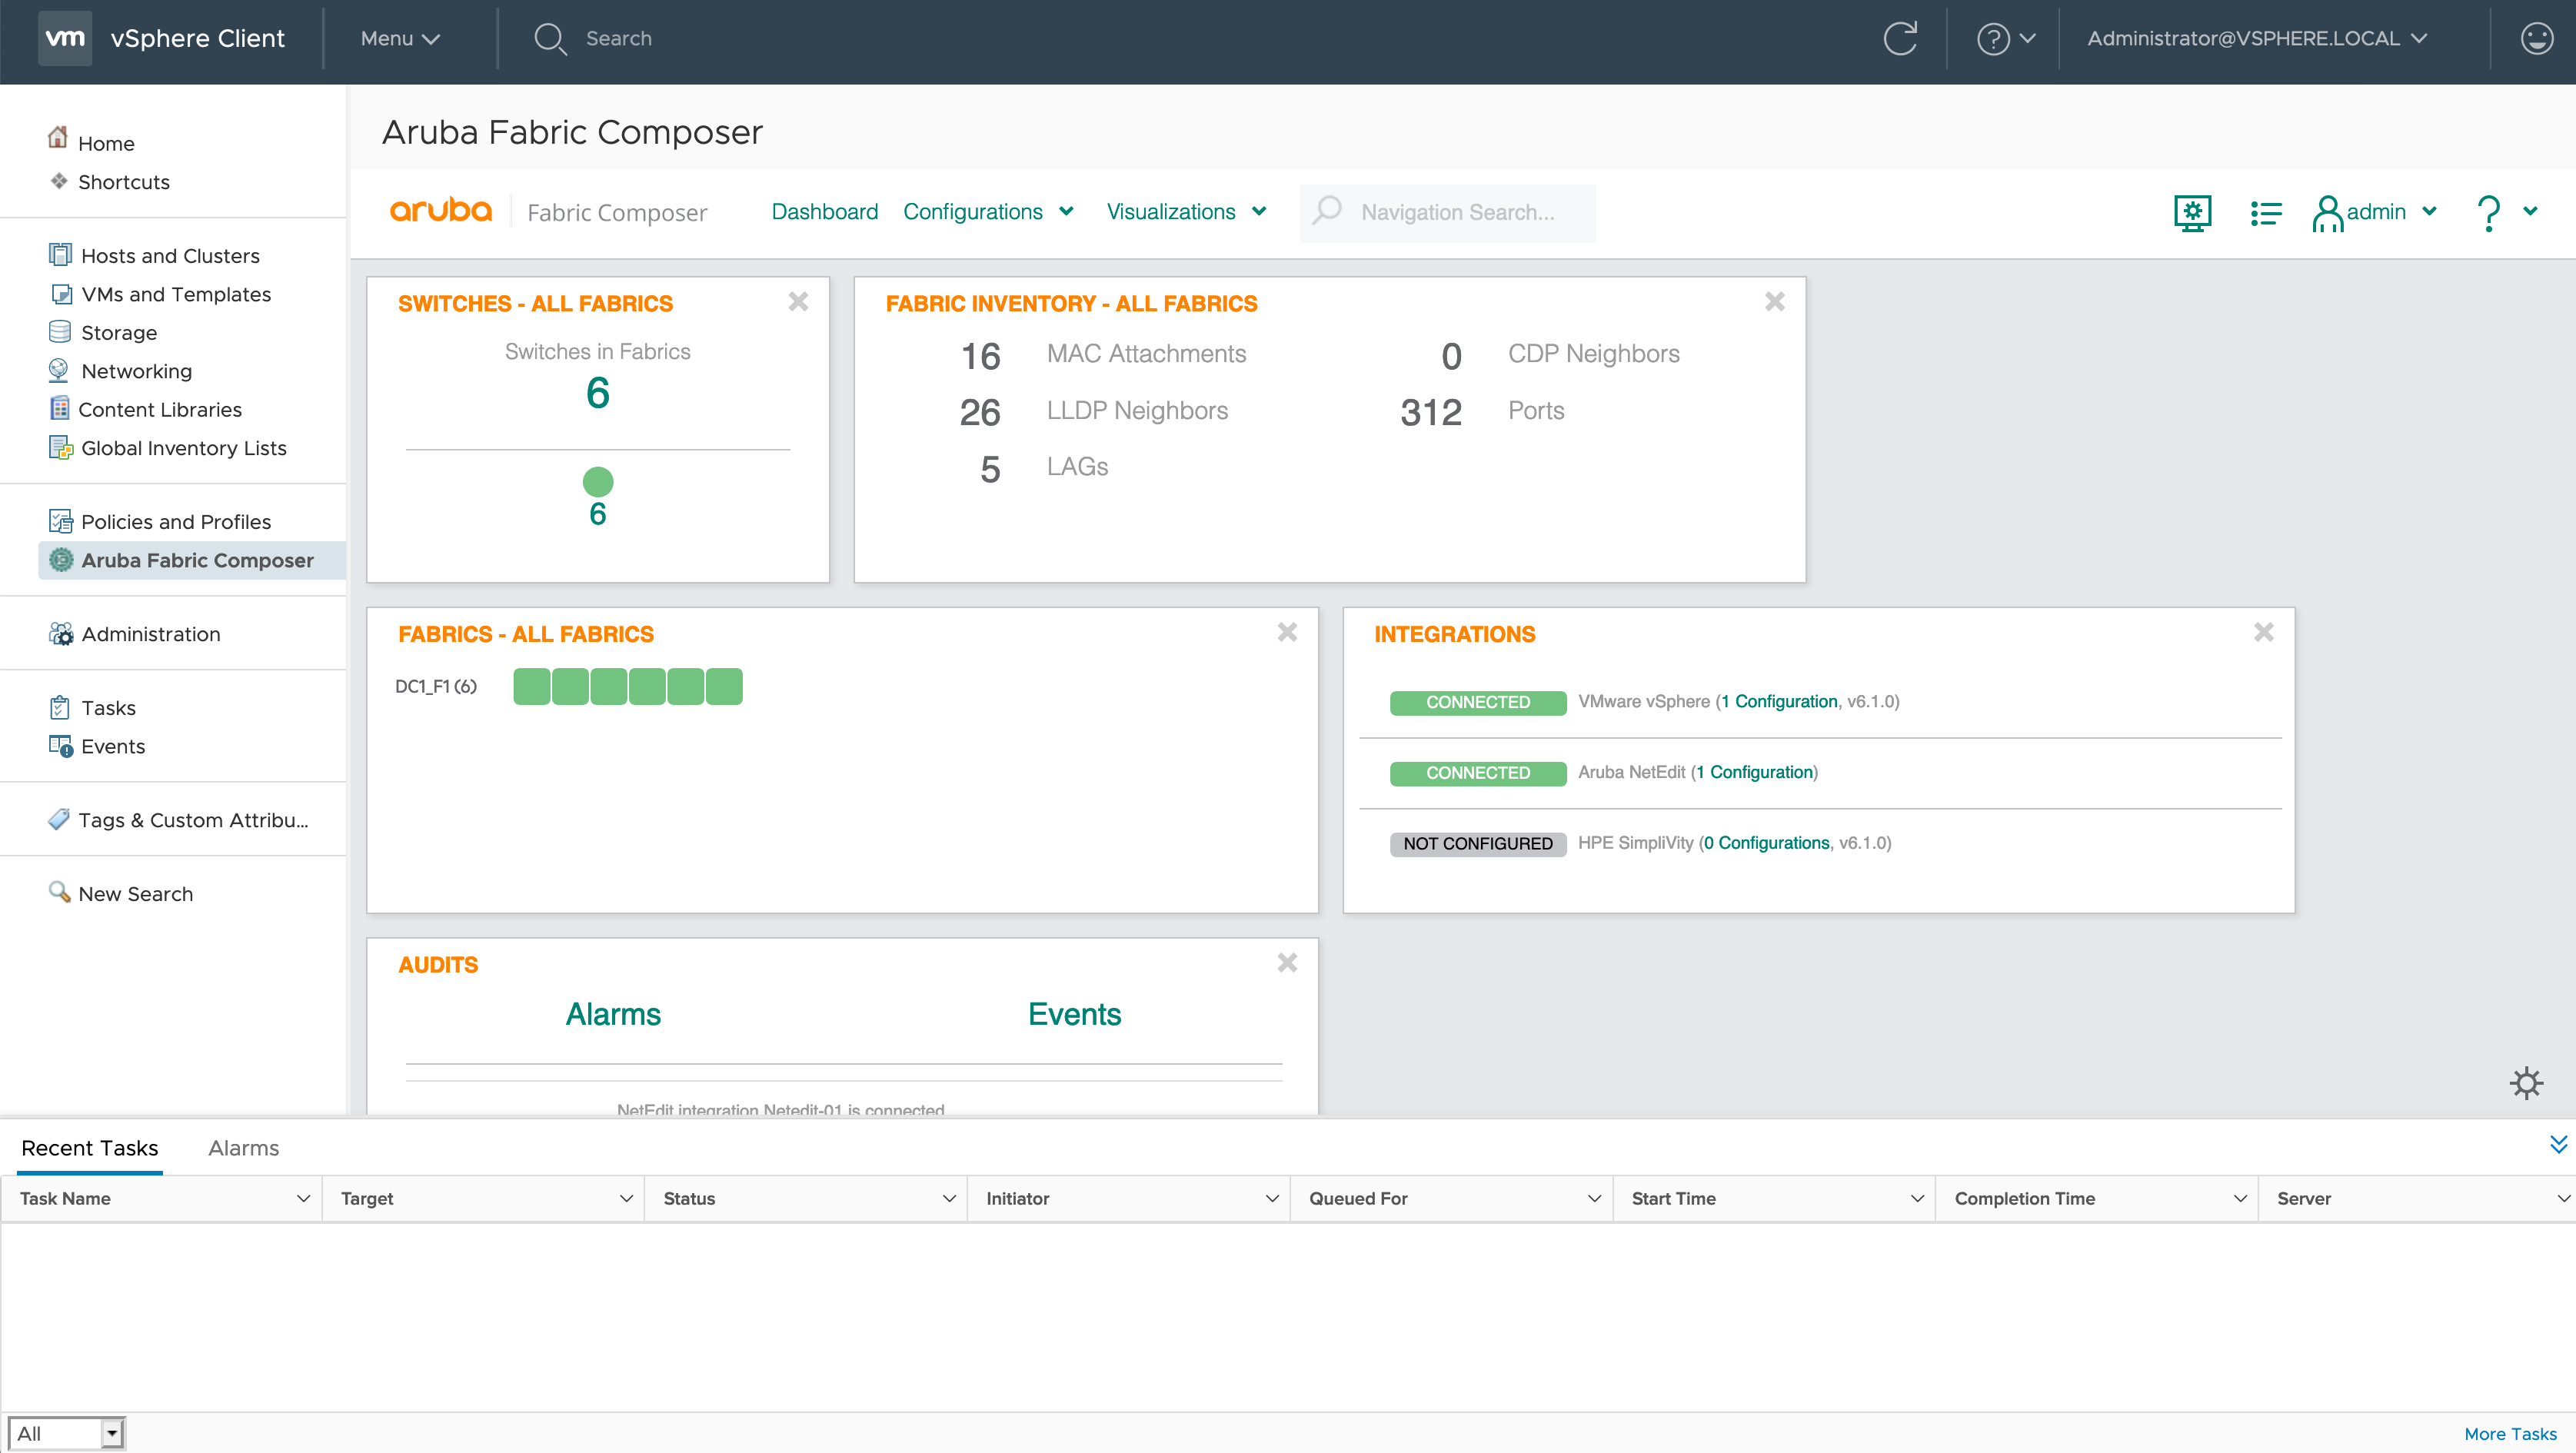 vm vSphere Client Menu Search Administrator@VSPHERE.LOCAL
Home
Shortcuts
Hosts and Clusters
VMs and Templates
Storage
Networking
Content Libraries
Global Inventory Lists
Policies and Profiles
Aruba Fabric Composer
Administration
Tasks
Events
Tags & Custom Attribu...
New Search
Aruba Fabric Composer
aruba Fabric Composer Dashboard Configurations Visualizations Navigation Search... admin ?
SWITCHES - ALL FABRICS
Switches in Fabrics
6
6
FABRIC INVENTORY - ALL FABRICS
16 MAC Attachments 0 CDP Neighbors
26 LLDP Neighbors 312 Ports
5 LAGs
FABRICS - ALL FABRICS
DC1_F1 (6)
INTEGRATIONS
CONNECTED VMware vSphere (1 Configuration, v6.1.0)
CONNECTED Aruba NetEdit (1 Configuration)
NOT CONFIGURED HPE SimpliVity (0 Configurations, v6.1.0)
AUDITS
Alarms Events
NetEdit integration Netedit-01 is connected
Recent Tasks Alarms
Task Name Target Status Initiator Queued For Start Time Completion Time Server
All More Tasks